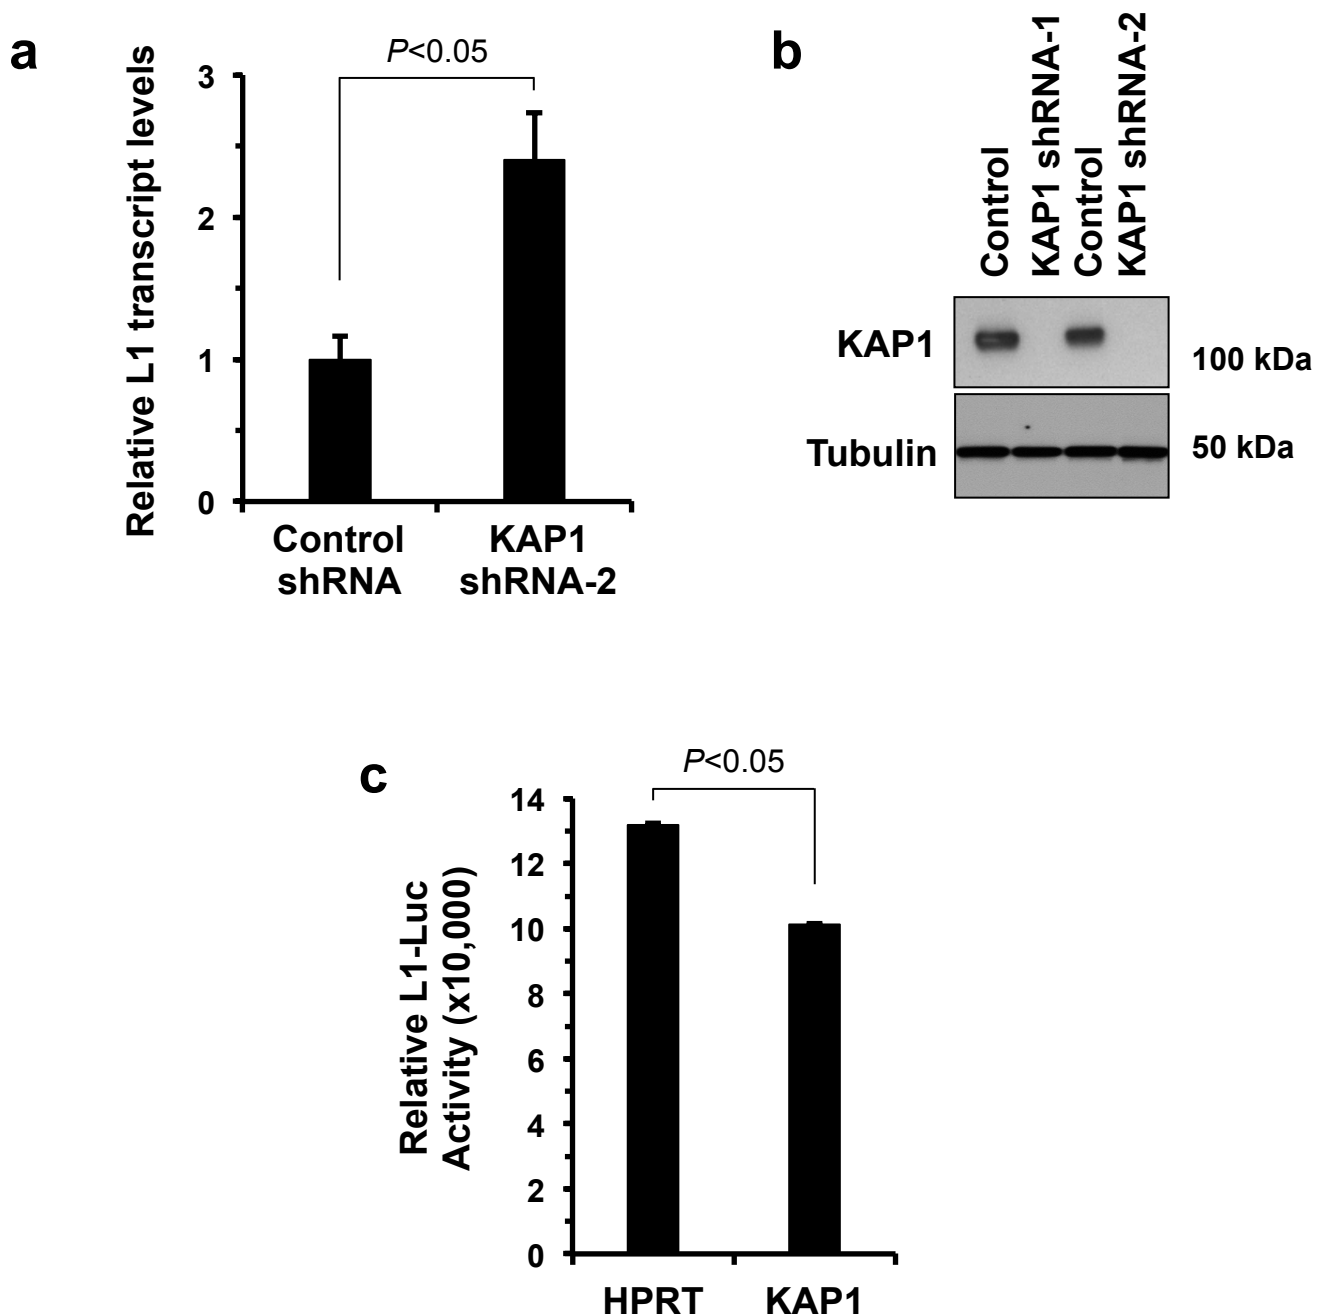 a
P<0.05
Relative L1 transcript levels
3
2
1
0
Control
shRNA
KAP1
shRNA-2
b
Control
KAP1 shRNA-1
Control
KAP1 shRNA-2
KAP1
100 kDa
Tubulin
50 kDa
c
P<0.05
Relative L1-Luc
Activity (x10,000)
14
12
10
8
6
4
2
0
HPRT
KAP1